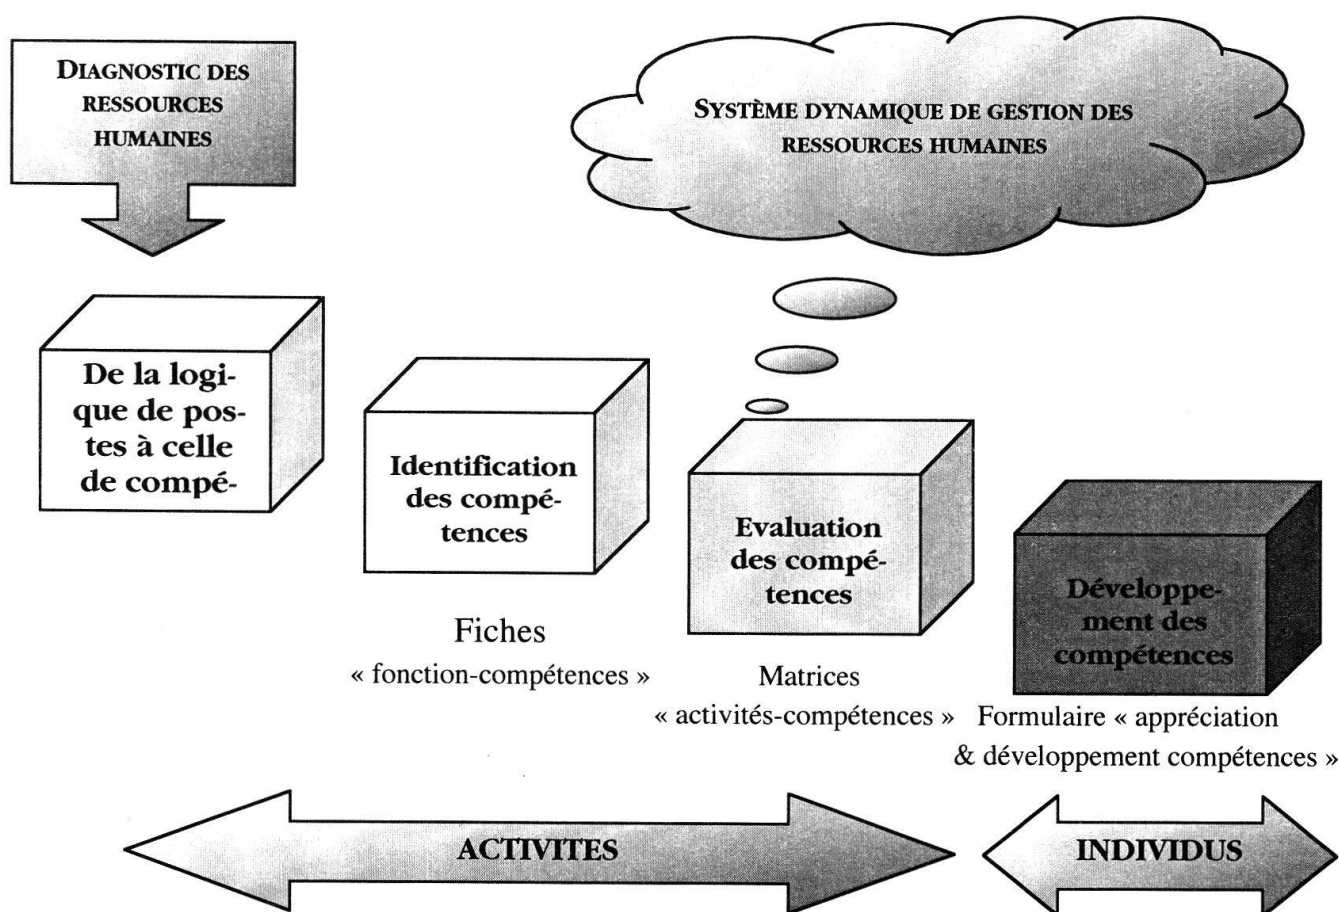 DIAGNOSTIC DES
RESSOURCES
HUMAINES
SYSTÈME DYNAMIQUE DE GESTION DES
RESSOURCES HUMAINES
De la logi-
que de pos-
tes à celle
de compé-
Identification
des compé-
tences
Fiches
« fonction-compétences »
Evaluation
des compé-
tences
Matrices
« activités-compétences »
Développe-
ment des
compétences
Formulaire « appréciation
& développement compétences »
ACTIVITES
INDIVIDUS